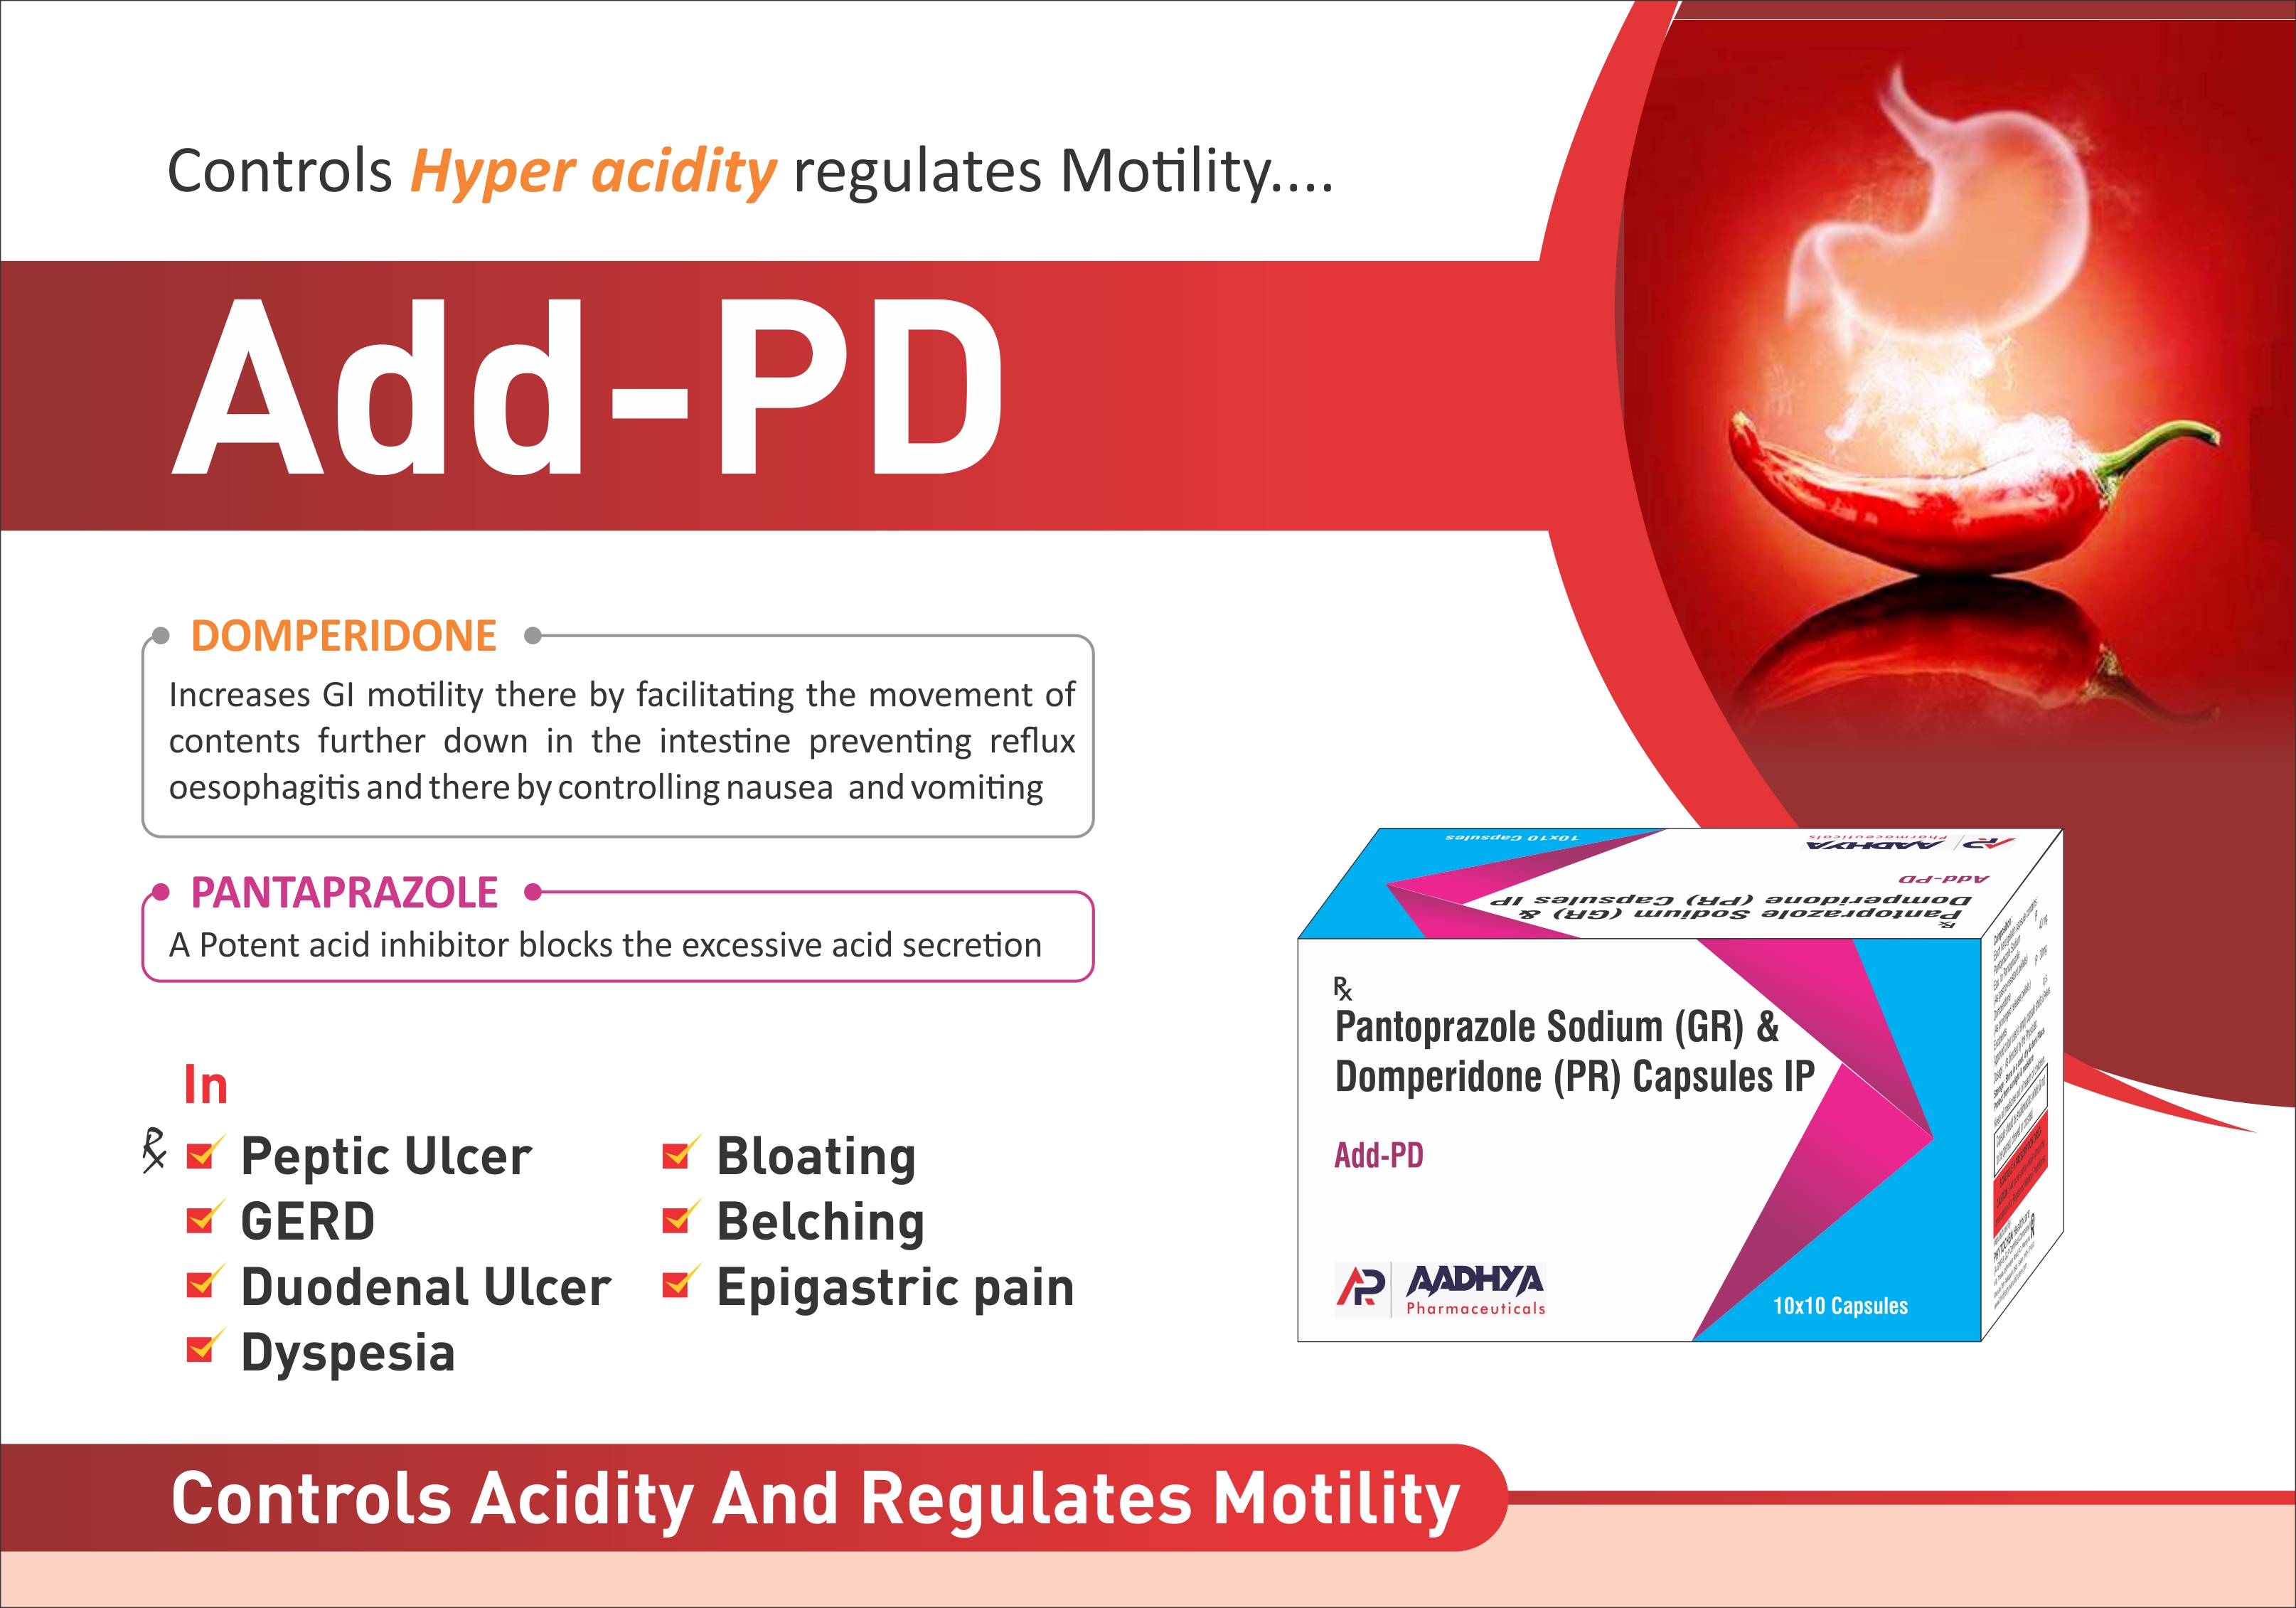 Controls Hyper acidity regulates Motility....
Add-PD
DOMPERIDONE
Increases GI motility there by facilitating the movement of
contents further down in the intestine preventing reflux
oesophagitis and there by controlling nausea and vomiting
PANTAPRAZOLE
A Potent acid inhibitor blocks the excessive acid secretion
In
Peptic Ulcer
GERD
Duodenal Ulcer
Dyspesia
Bloating
Belching
Epigastric pain
10x10 Capsules
AADHYA
Pharmaceuticals
Add-PD
Pantoprazole Sodium (GR) &
Domperidone (PR) Capsules IP
Rx
Pantoprazole Sodium (GR) &
Domperidone (PR) Capsules IP
Add-PD
AADHYA
Pharmaceuticals
10x10 Capsules
Controls Acidity And Regulates Motility